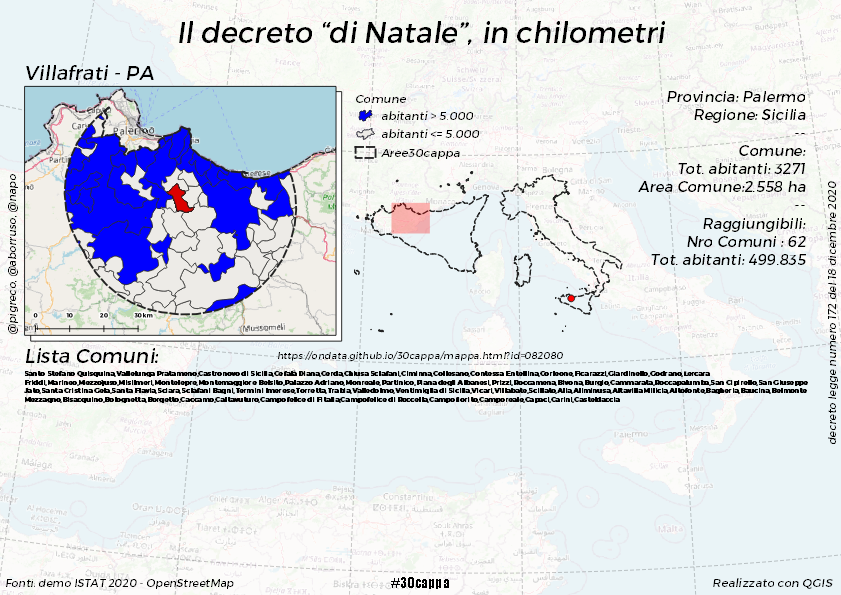 Il decreto “di Natale”, in chilometri
Villafrati - PA
Comune
abitanti > 5.000
abitanti <= 5.000
Aree30cappa
Provincia: Palermo
Regione: Sicilia
--
Comune:
Tot. abitanti: 3271
Area Comune:2.558 ha
--
Raggiungibili:
Nro Comuni : 62
Tot. abitanti: 499.835
Palermo
Mussomeli
0 10 20 30 km
@pigreco, @aborruso, @napo
decreto legge numero 172 del 18 dicembre 2020
Lista Comuni:
https://ondata.github.io/30cappa/mappa.html?id=082080
Santo Stefano Quisquina,Vallelunga Pratameno,Castronovo di Sicilia,Cefalà Diana,Cerda,Chiusa Sclafani,Ciminna,Collesano,Contessa Entellina,Corleone,Ficarazzi,Giardinello,Godrano,Lercara
Friddi,Marineo,Mezzojuso,Misilmeri,Montelepre,Montemaggiore Belsito,Palazzo Adriano,Monreale,Partinico,Piana degli Albanesi,Prizzi,Roccamena,Bivona,Burgio,Cammarata,Roccapalumba,San Cipirello,San Giuseppe
Jato,Santa Cristina Gela,Santa Flavia,Sciara,Sclafani Bagni,Termini Imerese,Torretta,Trabia,Valledolmo,Ventimiglia di Sicilia,Vicari,Villabate,Scillato,Alia,Aliminusa,Altavilla Milicia,Altofonte,Bagheria,Baucina,Belmonte
Mezzagno,Bisacquino,Bolognetta,Borgetto,Caccamo,Caltavuturo,Campofelice di Fitalia,Campofelice di Roccella,Campofiorito,Camporeale,Capaci,Carini,Casteldaccia
Constantine
Malta
Fonti: demo ISTAT 2020 - OpenStreetMap
#30cappa
Realizzato con QGIS